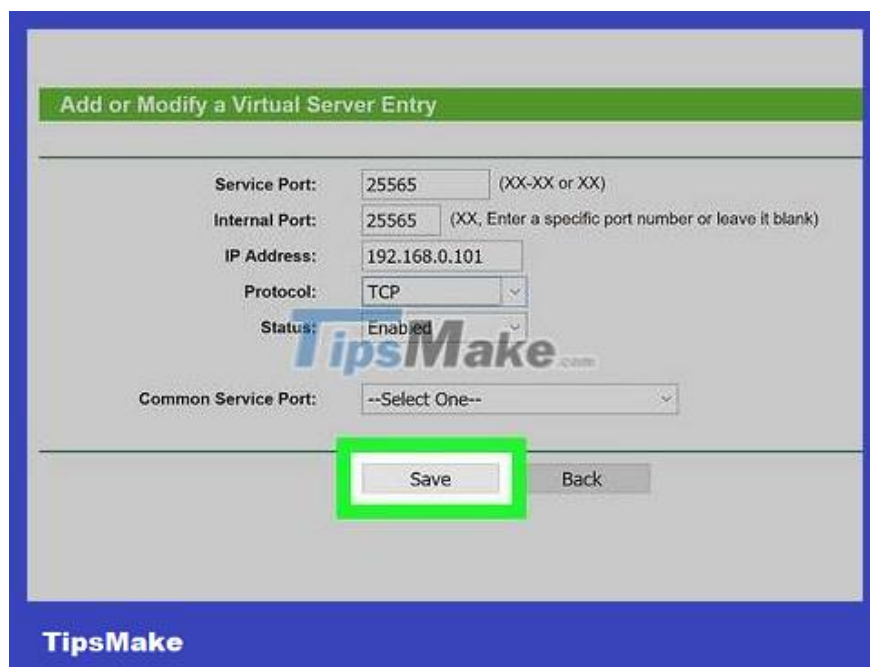 Add or Modify a Virtual Server Entry
Service Port: 25565 (XX-XX or XX)
Internal Port: 25565 (XX, Enter a specific port number or leave it blank)
IP Address: 192.168.0.101
Protocol: TCP
Status: Enabled
TipsMake.com
Common Service Port: --Select One--
Save Back
TipsMake